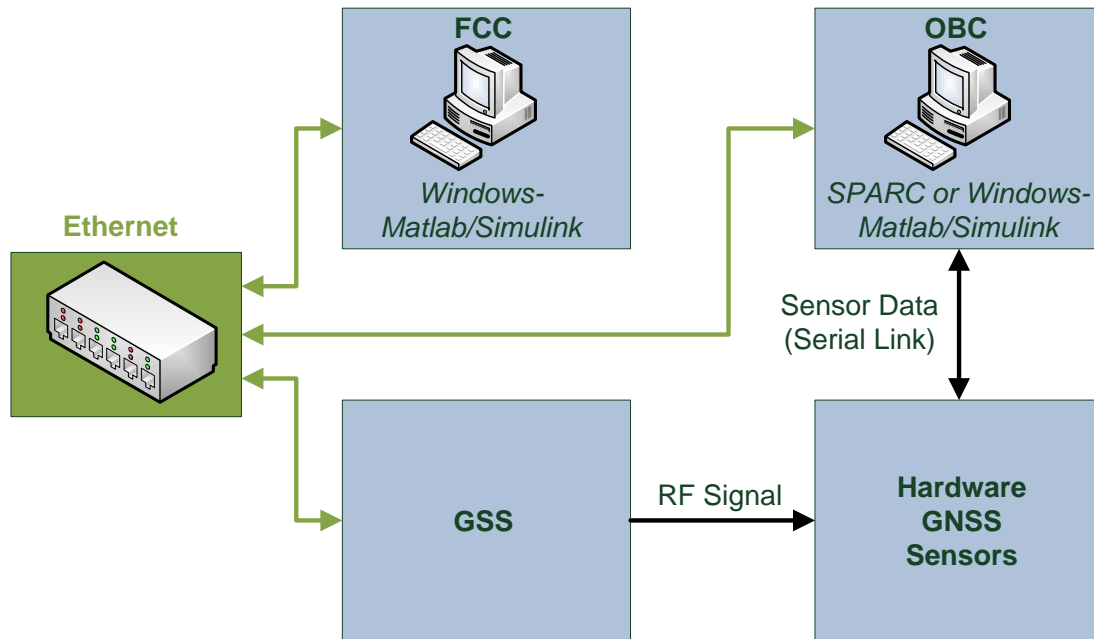 FCC
Windows-
Matlab/Simulink
OBC
SPARC or Windows-
Matlab/Simulink
Ethernet
Sensor Data
(Serial Link)
GSS
RF Signal
Hardware
GNSS
Sensors